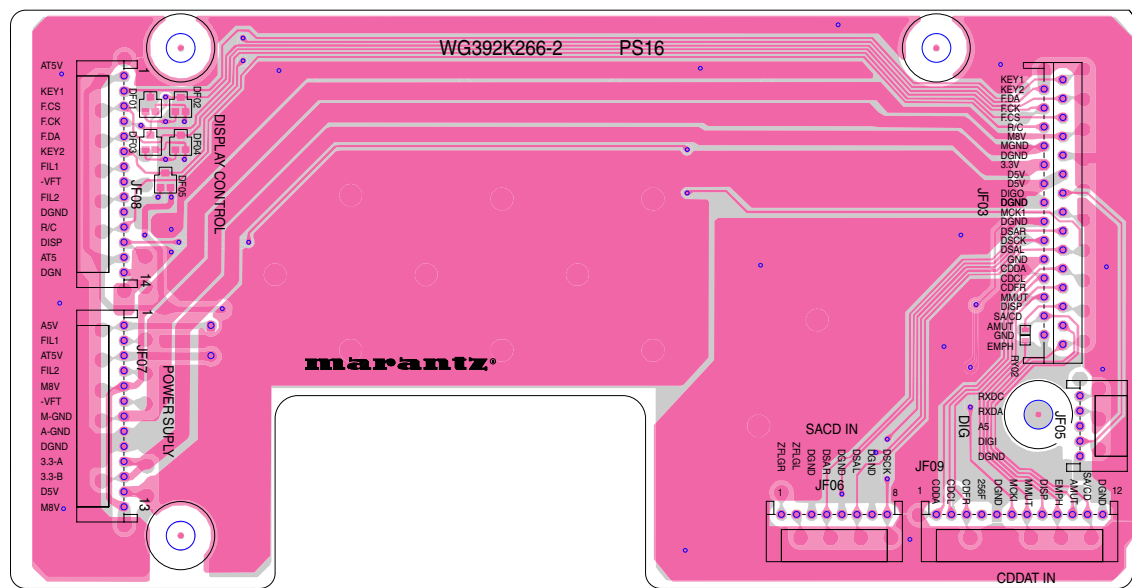 WG392K266-2 PS16
AT5V
KEY1
F.CS
F.CK
F.DA
KEY2
FIL1
-VFT
FIL2
DGND
R/C
DISP
AT5
DGN
1
14
JF08
DF01
DF02
DF03
DF04
DF05
DISPLAY CONTROL
A5V
FIL1
AT5V
FIL2
M8V
-VFT
M-GND
A-GND
DGND
3.3-A
3.3-B
D5V
M8V
1
13
JF07
POWER SUPLY
marantz®
KEY1
KEY2
F.DA
F.CK
F.CS
R/C
M8V
MGND
DGND
3.3V
D5V
D5V
DIGO
DGND
MCK1
DGND
DSAR
DSCK
DSAL
GND
CDDA
CDCL
CDFR
MMUT
DISP
SA/CD
AMUT
GND
EMPH
JF03
RY02
RXDC
RXDA
A5
DIGI
DGND
DIG
JF05
SACD IN
ZFLGR
ZFLGL
DGND
DSAR
DGND
DSAL
DGND
DSCK
JF06
1
8
JF09
1
CDDA
CDCL
CDFR
256F
DGND
MCKI
MMUT
DISP
EMPH
AMUT
SA/CD
DGND
12
CDDAT IN